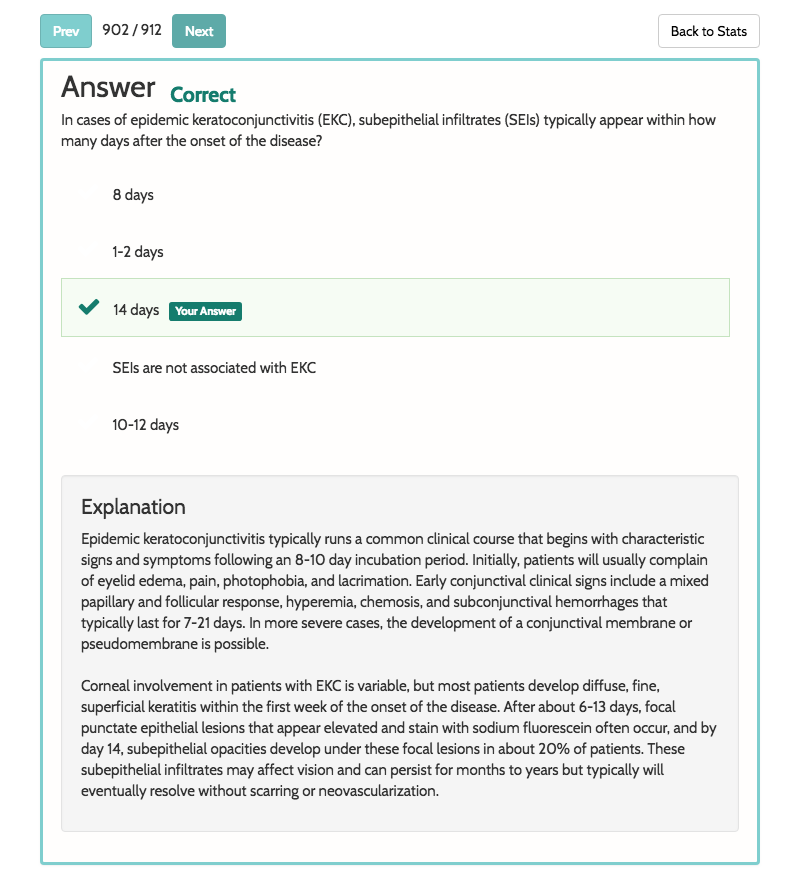 Prev 902 / 912 Next Back to Stats
Answer Correct
In cases of epidemic keratoconjunctivitis (EKC), subepithelial infiltrates (SEIs) typically appear within how
many days after the onset of the disease?
8 days
1-2 days
14 days Your Answer
SEIs are not associated with EKC
10-12 days
Explanation
Epidemic keratoconjunctivitis typically runs a common clinical course that begins with characteristic
signs and symptoms following an 8-10 day incubation period. Initially, patients will usually complain
of eyelid edema, pain, photophobia, and lacrimation. Early conjunctival clinical signs include a mixed
papillary and follicular response, hyperemia, chemosis, and subconjunctival hemorrhages that
typically last for 7-21 days. In more severe cases, the development of a conjunctival membrane or
pseudomembrane is possible.
Corneal involvement in patients with EKC is variable, but most patients develop diffuse, fine,
superficial keratitis within the first week of the onset of the disease. After about 6-13 days, focal
punctate epithelial lesions that appear elevated and stain with sodium fluorescein often occur, and by
day 14, subepithelial opacities develop under these focal lesions in about 20% of patients. These
subepithelial infiltrates may affect vision and can persist for months to years but typically will
eventually resolve without scarring or neovascularization.